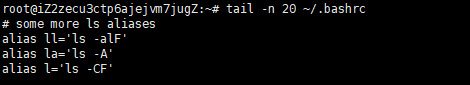 root@iZ2zecu3ctp6ajejvm7jugZ:~# tail -n 20 ~/.bashrc
# some more ls aliases
alias ll='ls -alF'
alias la='ls -A'
alias l='ls -CF'